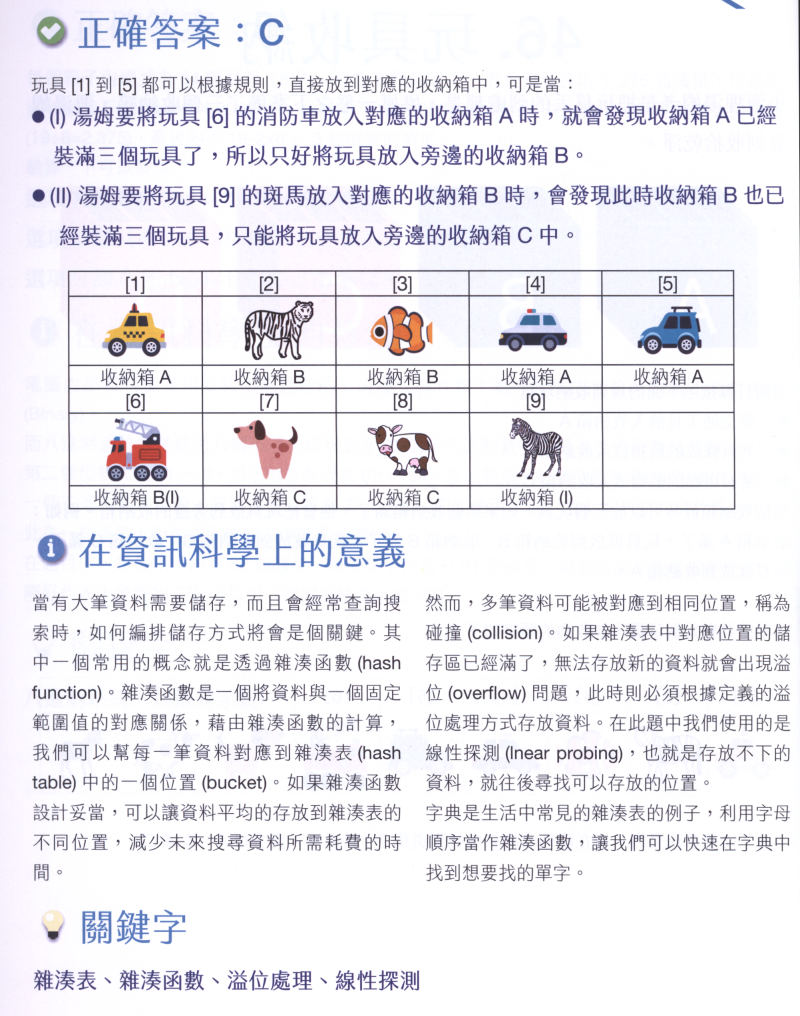 正確答案：C
玩具 [1] 到 [5] 都可以根據規則，直接放到對應的收納箱中，可是當：
●(I) 湯姆要將玩具 [6] 的消防車放入對應的收納箱 A 時，就會發現收納箱 A 已經
裝滿三個玩具了，所以只好將玩具放入旁邊的收納箱 B。
●(II) 湯姆要將玩具 [9] 的斑馬放入對應的收納箱 B 時，會發現此時收納箱 B 也已
經裝滿三個玩具，只能將玩具放入旁邊的收納箱 C 中。
[1] [2] [3] [4] [5]
收納箱 A 收納箱 B 收納箱 B 收納箱 A 收納箱 A
[6] [7] [8] [9]
收納箱 B(I) 收納箱 C 收納箱 C 收納箱 (I)
在資訊科學上的意義
當有大筆資料需要儲存，而且會經常查詢搜
索時，如何編排儲存方式將會是個關鍵。其
中一個常用的概念就是透過雜湊函數 (hash
function)。雜湊函數是一個將資料與一個固定
範圍值的對應關係，藉由雜湊函數的計算，
我們可以幫每一筆資料對應到雜湊表 (hash
table) 中的一個位置 (bucket)。如果雜湊函數
設計妥當，可以讓資料平均的存放到雜湊表的
不同位置，減少未來搜尋資料所需耗費的時
間。
然而，多筆資料可能被對應到相同位置，稱為
碰撞 (collision)。如果雜湊表中對應位置的儲
存區已經滿了，無法存放新的資料就會出現溢
位 (overflow) 問題，此時則必須根據定義的溢
位處理方式存放資料。在此題中我們使用的是
線性探測 (lnear probing)，也就是存放不下的
資料，就往後尋找可以存放的位置。
字典是生活中常見的雜湊表的例子，利用字母
順序當作雜湊函數，讓我們可以快速在字典中
找到想要找的單字。
關鍵字
雜湊表、雜湊函數、溢位處理、線性探測